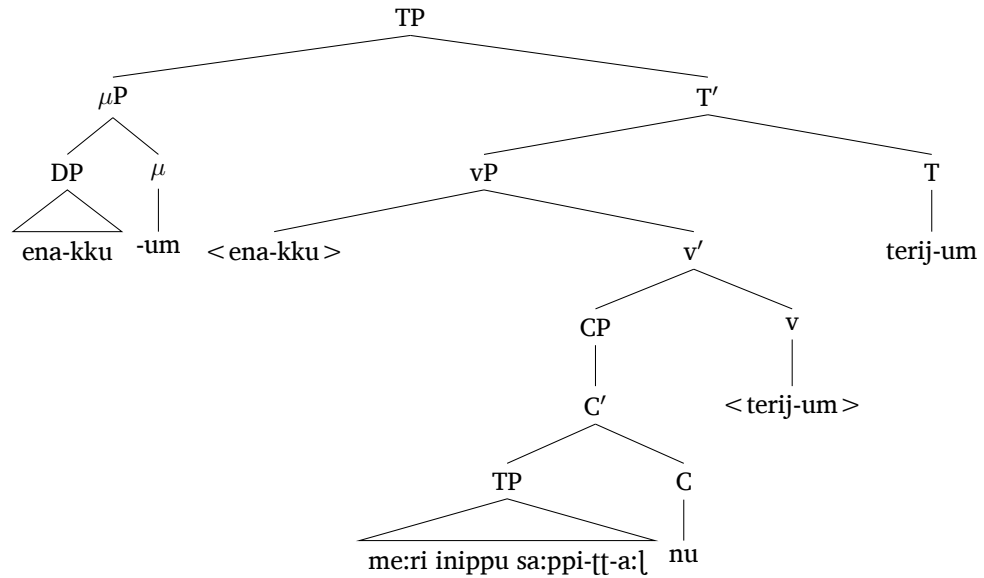 TP
μP T′
DP μ vP T
ena-kku -um <ena-kku> v′ terij-um
CP v
C′ <terij-um>
TP C
me:ri inippu sa:ppi-ʈʈ-a:ɭ nu